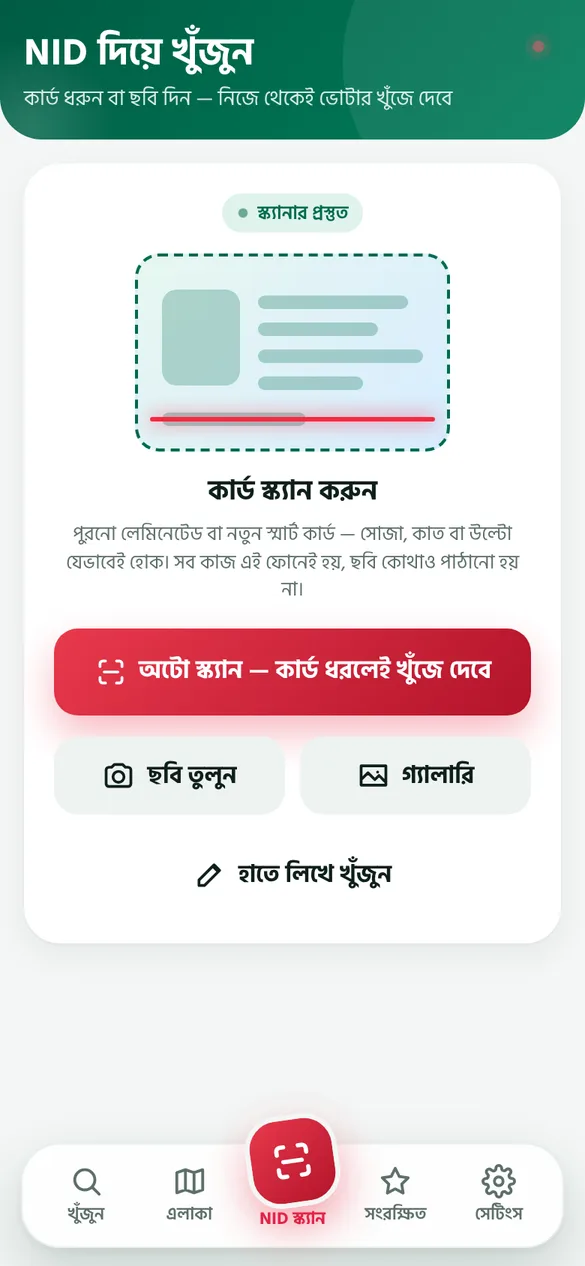 NID দিয়ে খুঁজুন
কার্ড ধরুন বা ছবি দিন — নিজে থেকেই ভোটার খুঁজে দেবে
স্ক্যানার প্রস্তুত
কার্ড স্ক্যান করুন
পুরনো লেমিনেটেড বা নতুন স্মার্ট কার্ড — সোজা, কাত বা উল্টো
যেভাবেই হোক। সব কাজ এই ফোনেই হয়, ছবি কোথাও পাঠানো হয়
না।
অটো স্ক্যান — কার্ড ধরলেই খুঁজে দেবে
ছবি তুলুন
গ্যালারি
হাতে লিখে খুঁজুন
খুঁজুন
এলাকা
NID স্ক্যান
সংরক্ষিত
সেটিংস